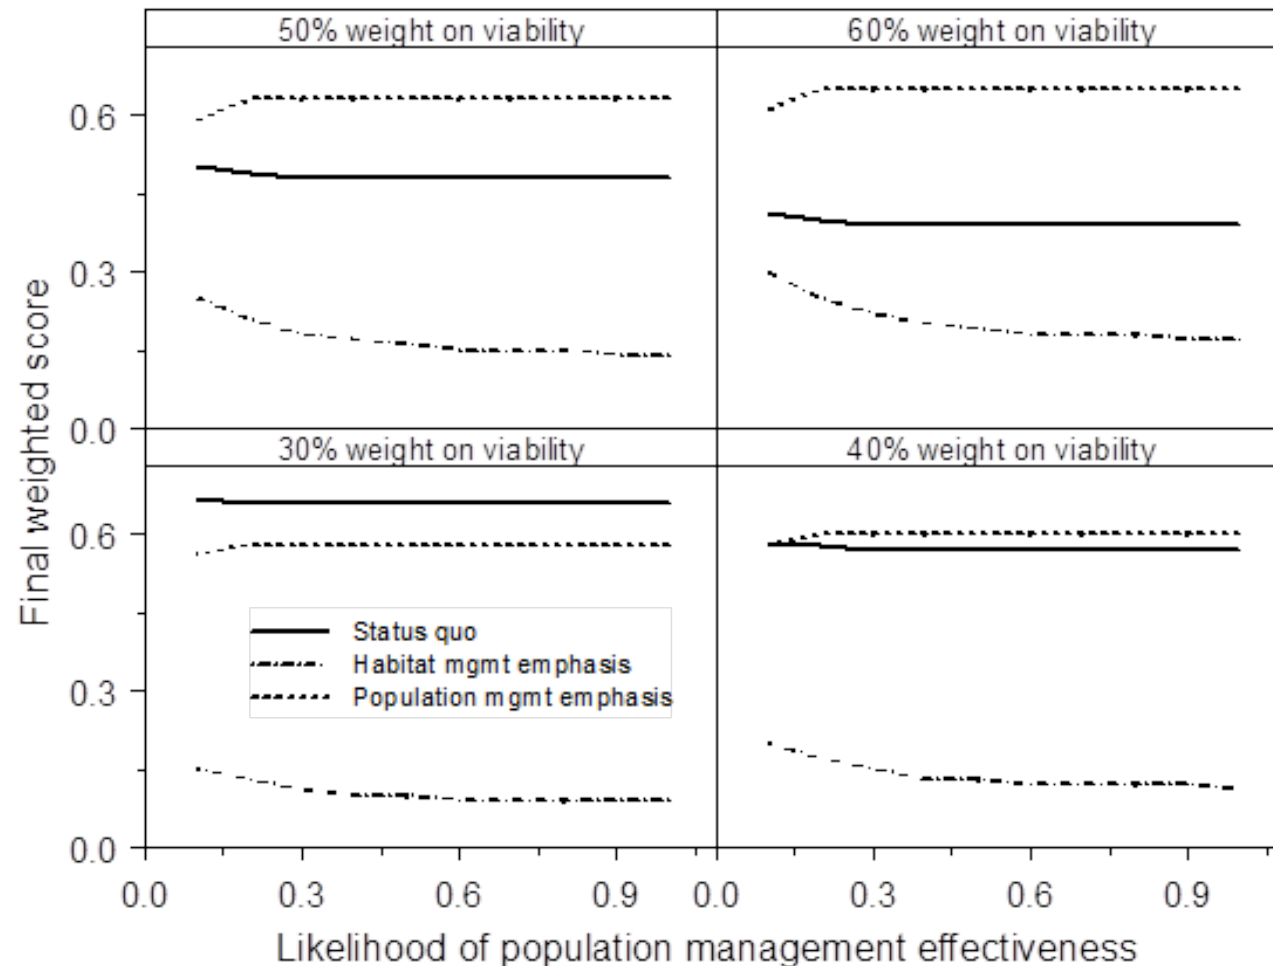 50% weight on viability
60% weight on viability
0.6
0.3
0.0
30% weight on viability
40% weight on viability
0.6
0.3
0.0
Status quo
Habitat mgmt emphasis
Population mgmt emphasis
Final weighted score
0.0 0.3 0.6 0.9 0.0 0.3 0.6 0.9
Likelihood of population management effectiveness